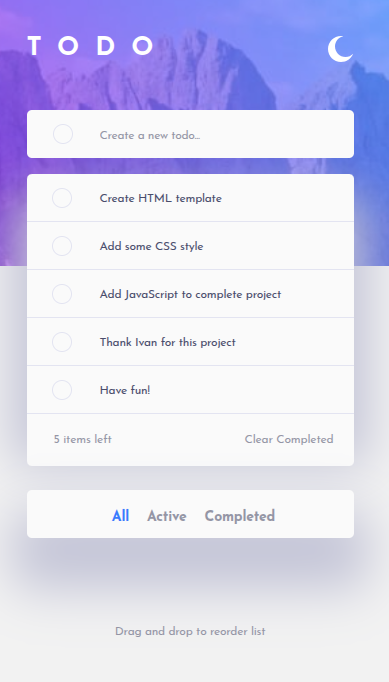 TODO
Create a new todo...
Create HTML template
Add some CSS style
Add JavaScript to complete project
Thank Ivan for this project
Have fun!
5 items left Clear Completed
All Active Completed
Drag and drop to reorder list